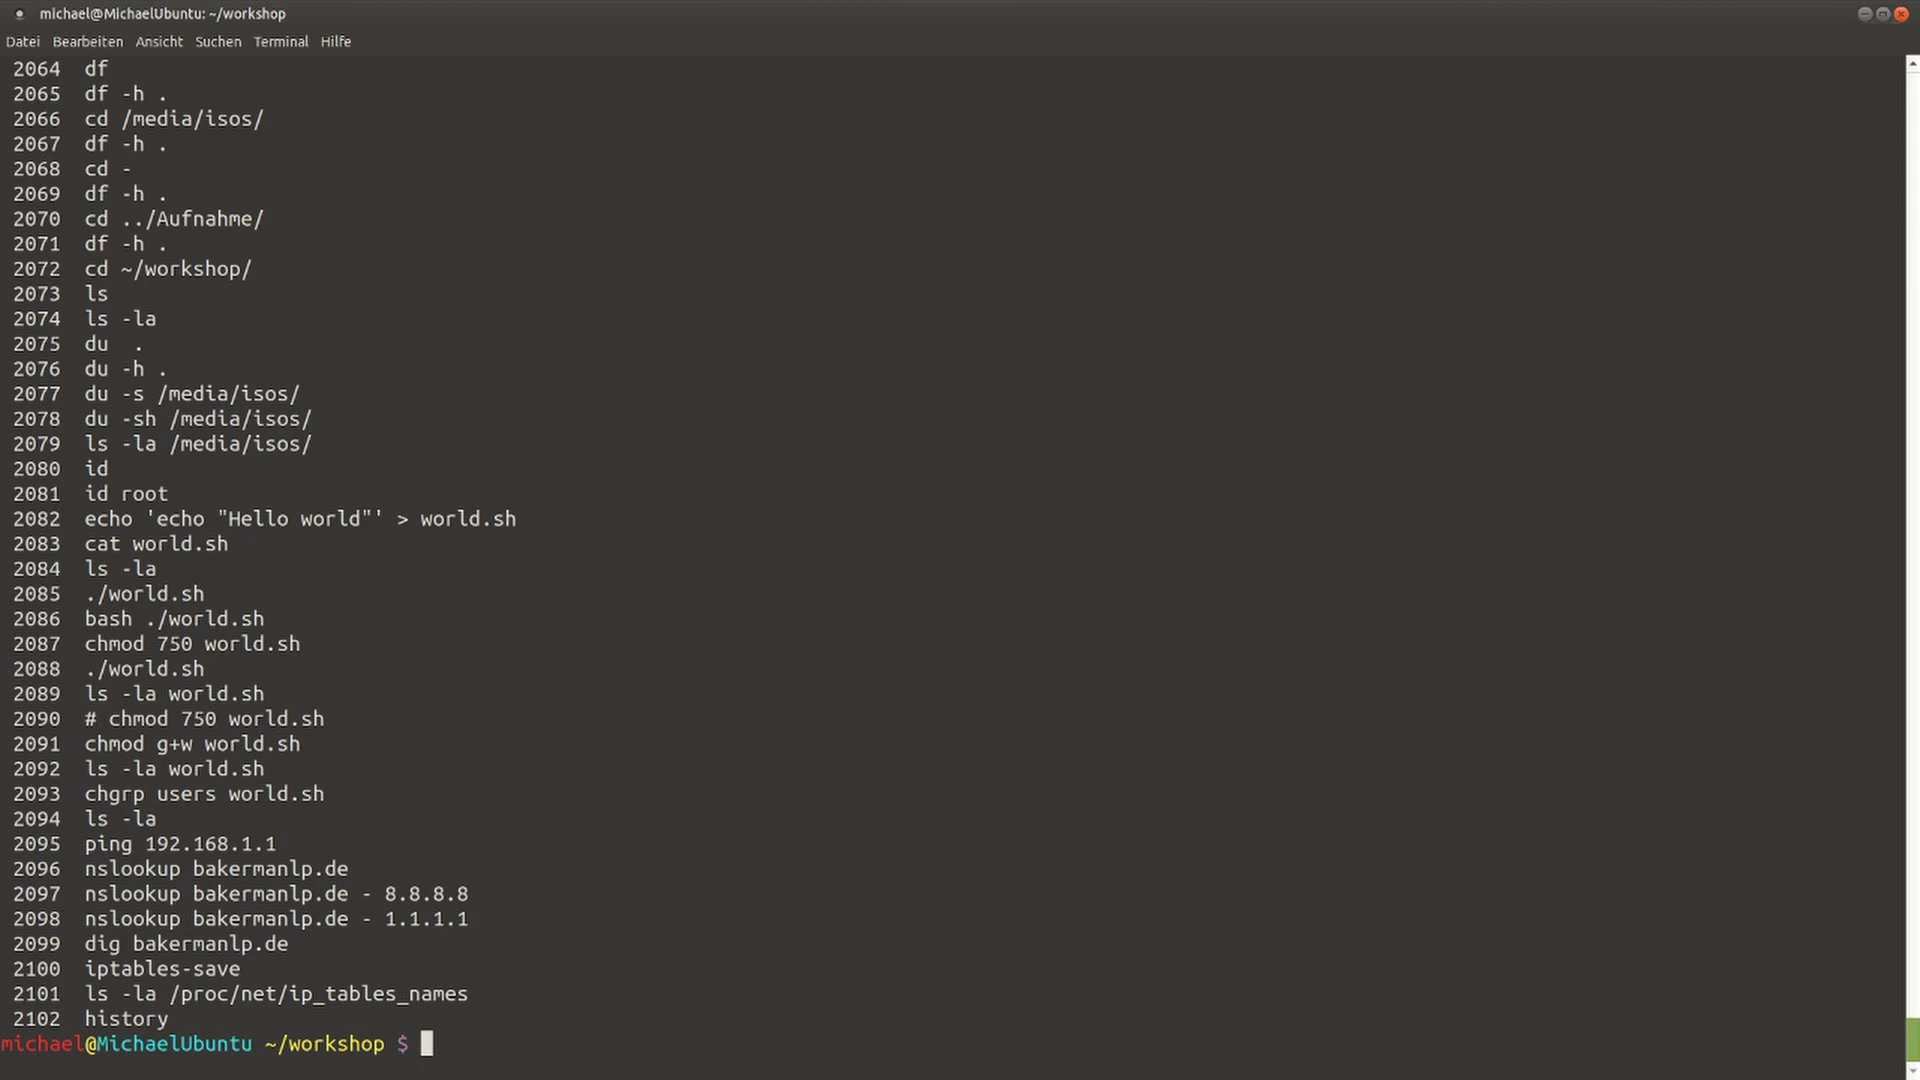 michael@MichaelUbuntu: ~/workshop
Datei Bearbeiten Ansicht Suchen Terminal Hilfe
2064 df
2065 df -h .
2066 cd /media/isos/
2067 df -h .
2068 cd -
2069 df -h .
2070 cd ../Aufnahme/
2071 df -h .
2072 cd ~/workshop/
2073 ls
2074 ls -la
2075 du  .
2076 du -h .
2077 du -s /media/isos/
2078 du -sh /media/isos/
2079 ls -la /media/isos/
2080 id
2081 id root
2082 echo 'echo "Hello world"' > world.sh
2083 cat world.sh
2084 ls -la
2085 ./world.sh
2086 bash ./world.sh
2087 chmod 750 world.sh
2088 ./world.sh
2089 ls -la world.sh
2090 # chmod 750 world.sh
2091 chmod g+w world.sh
2092 ls -la world.sh
2093 chgrp users world.sh
2094 ls -la
2095 ping 192.168.1.1
2096 nslookup bakermanlp.de
2097 nslookup bakermanlp.de - 8.8.8.8
2098 nslookup bakermanlp.de - 1.1.1.1
2099 dig bakermanlp.de
2100 iptables-save
2101 ls -la /proc/net/ip_tables_names
2102 history
michael@MichaelUbuntu ~/workshop $